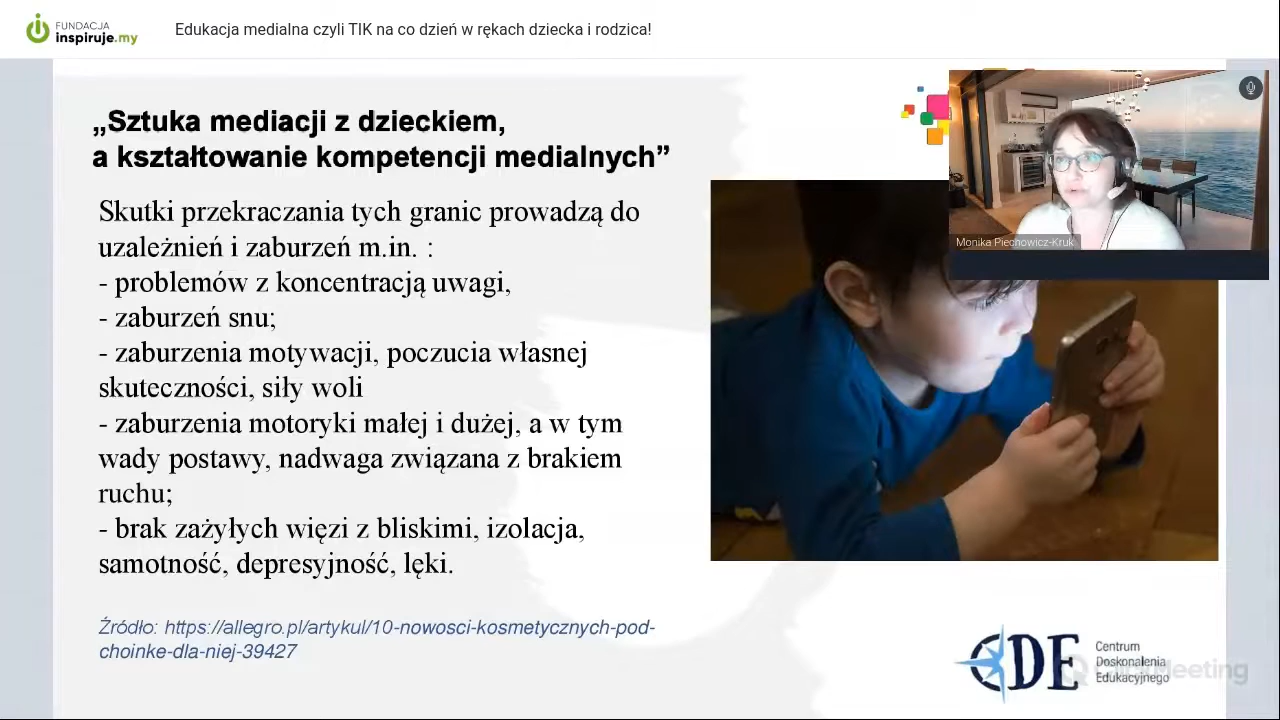 FUNDACJA
inspiruje.my
Edukacja medialna czyli TIK na co dzień w rękach dziecka i rodzica!
„Sztuka mediacji z dzieckiem,
a kształtowanie kompetencji medialnych”
Skutki przekraczania tych granic prowadzą do
uzależnień i zaburzeń m.in. :
- problemów z koncentracją uwagi,
- zaburzeń snu;
- zaburzenia motywacji, poczucia własnej
skuteczności, siły woli
- zaburzenia motoryki małej i dużej, a w tym
wady postawy, nadwaga związana z brakiem
ruchu;
- brak zażyłych więzi z bliskimi, izolacja,
samotność, depresyjność, lęki.
Źródło: https://allegro.pl/artykul/10-nowosci-kosmetycznych-pod-
choinke-dla-niej-39427
Monika Piechowicz-Kruk
CDE
Centrum
Doskonalenia
Edukacyjnego
ClickMeeting